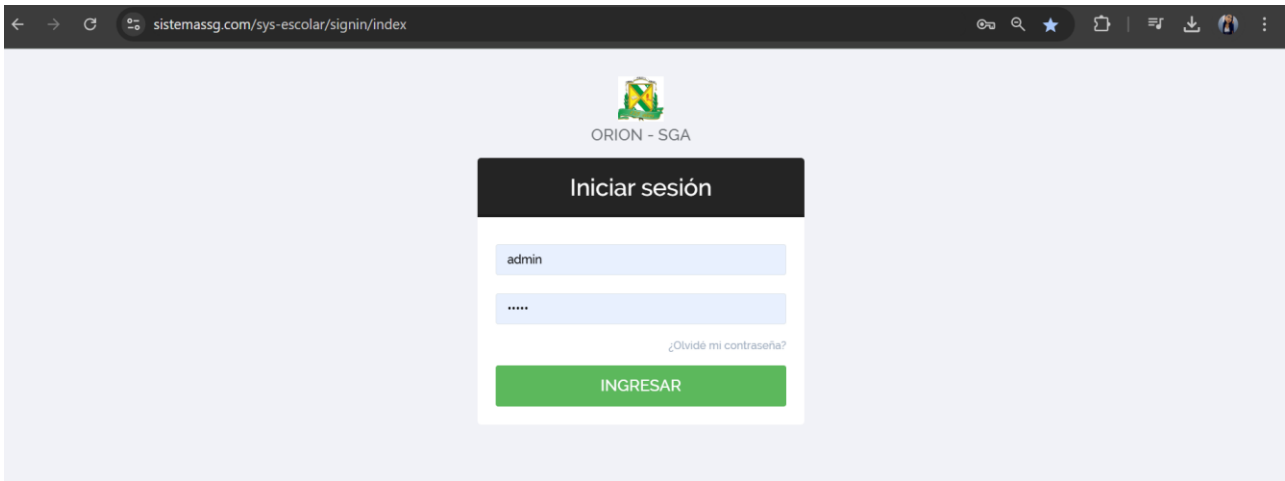 sistemassg.com/sys-escolar/signin/index
ORION - SGA
Iniciar sesión
admin
•••••
¿Olvidé mi contraseña?
INGRESAR